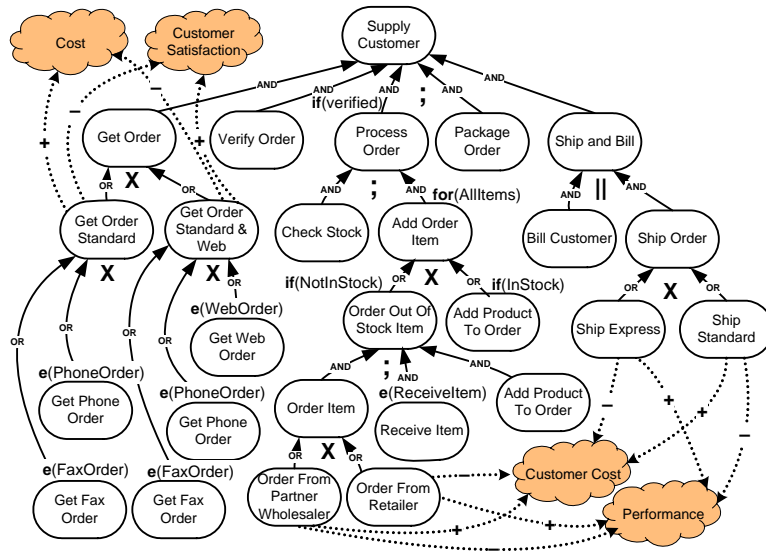 Cost
Customer
Satisfaction
Supply
Customer
AND
AND
AND
AND
AND
if(verified)
;
Get Order
Verify Order
Process
Order
Package
Order
Ship and Bill
–
–
+
+
OR
X
OR
AND
;
AND
for(AllItems)
AND
||
AND
Get Order
Standard
Get Order
Standard &
Web
Check Stock
Add Order
Item
Bill Customer
Ship Order
X
X
if(NotInStock)
OR
X
OR
if(InStock)
OR
X
OR
OR
OR
OR
OR
OR
e(WebOrder)
Get Web
Order
Order Out Of
Stock Item
Add Product
To Order
Ship Express
Ship
Standard
e(PhoneOrder)
Get Phone
Order
e(PhoneOrder)
Get Phone
Order
AND
;
AND
AND
e(ReceiveItem)
Order Item
Receive Item
Add Product
To Order
–
+
+
–
e(FaxOrder)
Get Fax
Order
e(FaxOrder)
Get Fax
Order
OR
X
OR
Order From
Partner
Wholesaler
Order From
Retailer
Customer Cost
Performance
–
+
+
–